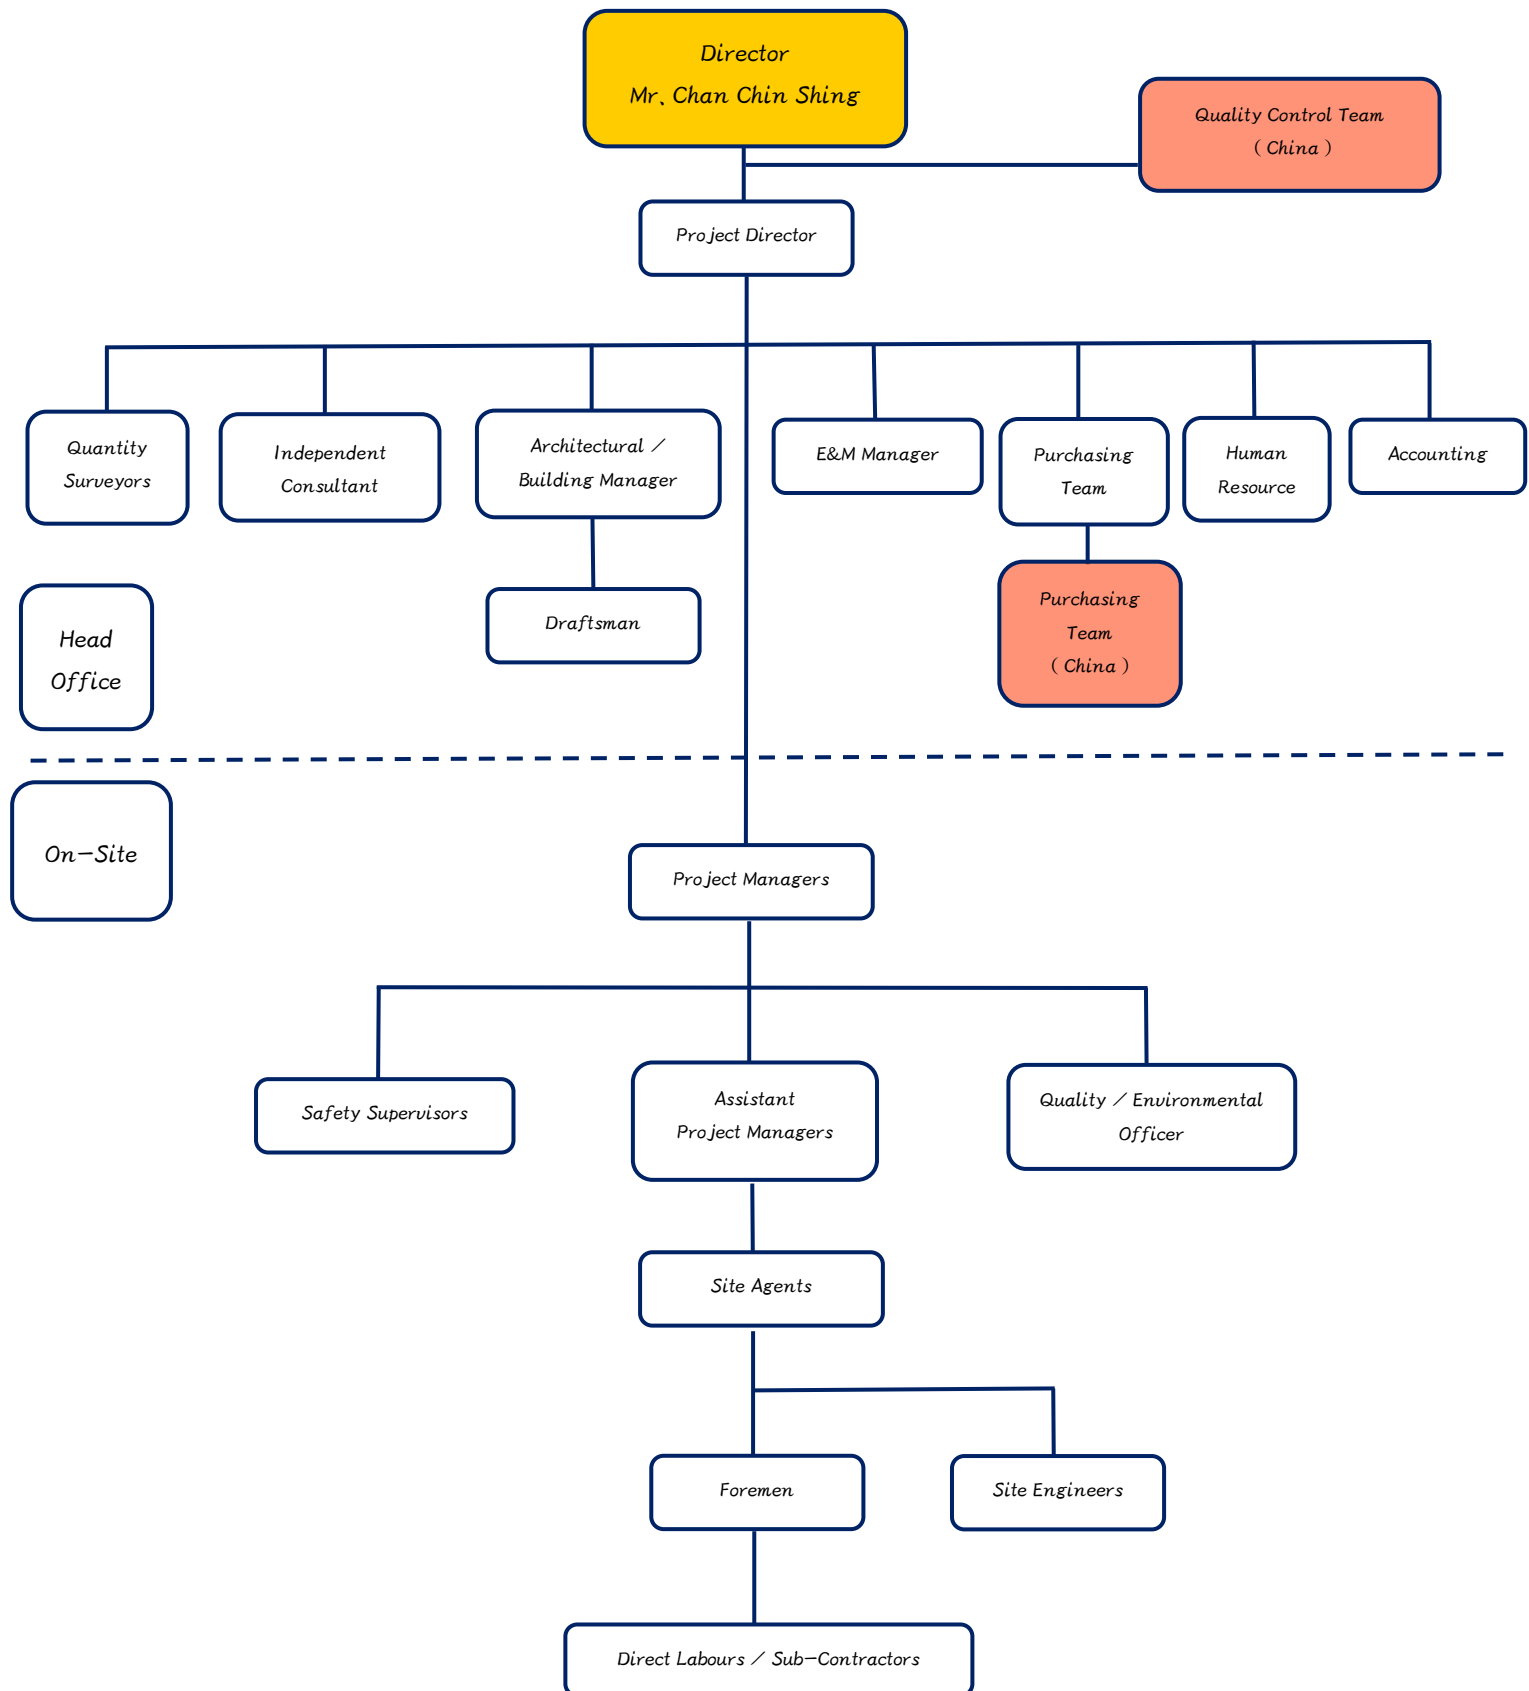 Director
Mr、Chan Chin Shing
Quality Control Team
( China )
Project Director
Quantity
Surveyors
Independent
Consultant
Architectural /
Building Manager
E&M Manager
Purchasing
Team
Human
Resource
Accounting
Draftsman
Purchasing
Team
( China )
Head
Office
On-Site
Project Managers
Safety Supervisors
Assistant
Project Managers
Quality / Environmental
Officer
Site Agents
Foremen
Site Engineers
Direct Labours / Sub-Contractors